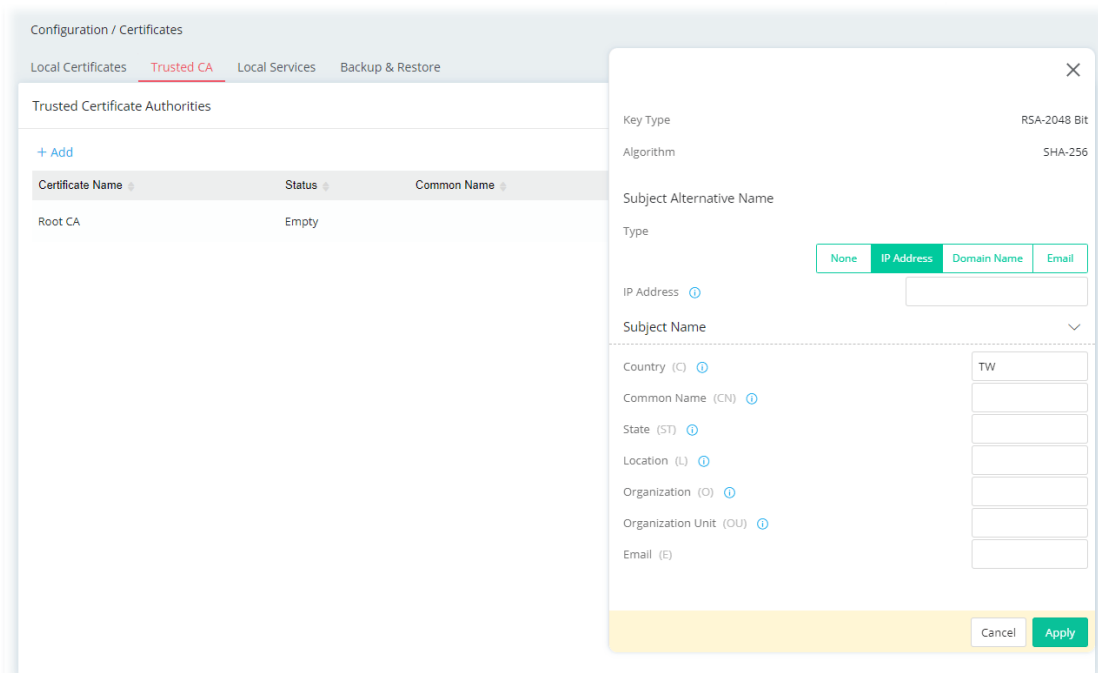 Configuration / Certificates
Local Certificates Trusted CA Local Services Backup & Restore
Trusted Certificate Authorities
+ Add
Certificate Name Status Common Name
Root CA Empty
Key Type RSA-2048 Bit
Algorithm SHA-256
Subject Alternative Name
Type
None IP Address Domain Name Email
IP Address
Subject Name
Country (C) TW
Common Name (CN)
State (ST)
Location (L)
Organization (O)
Organization Unit (OU)
Email (E)
Cancel Apply